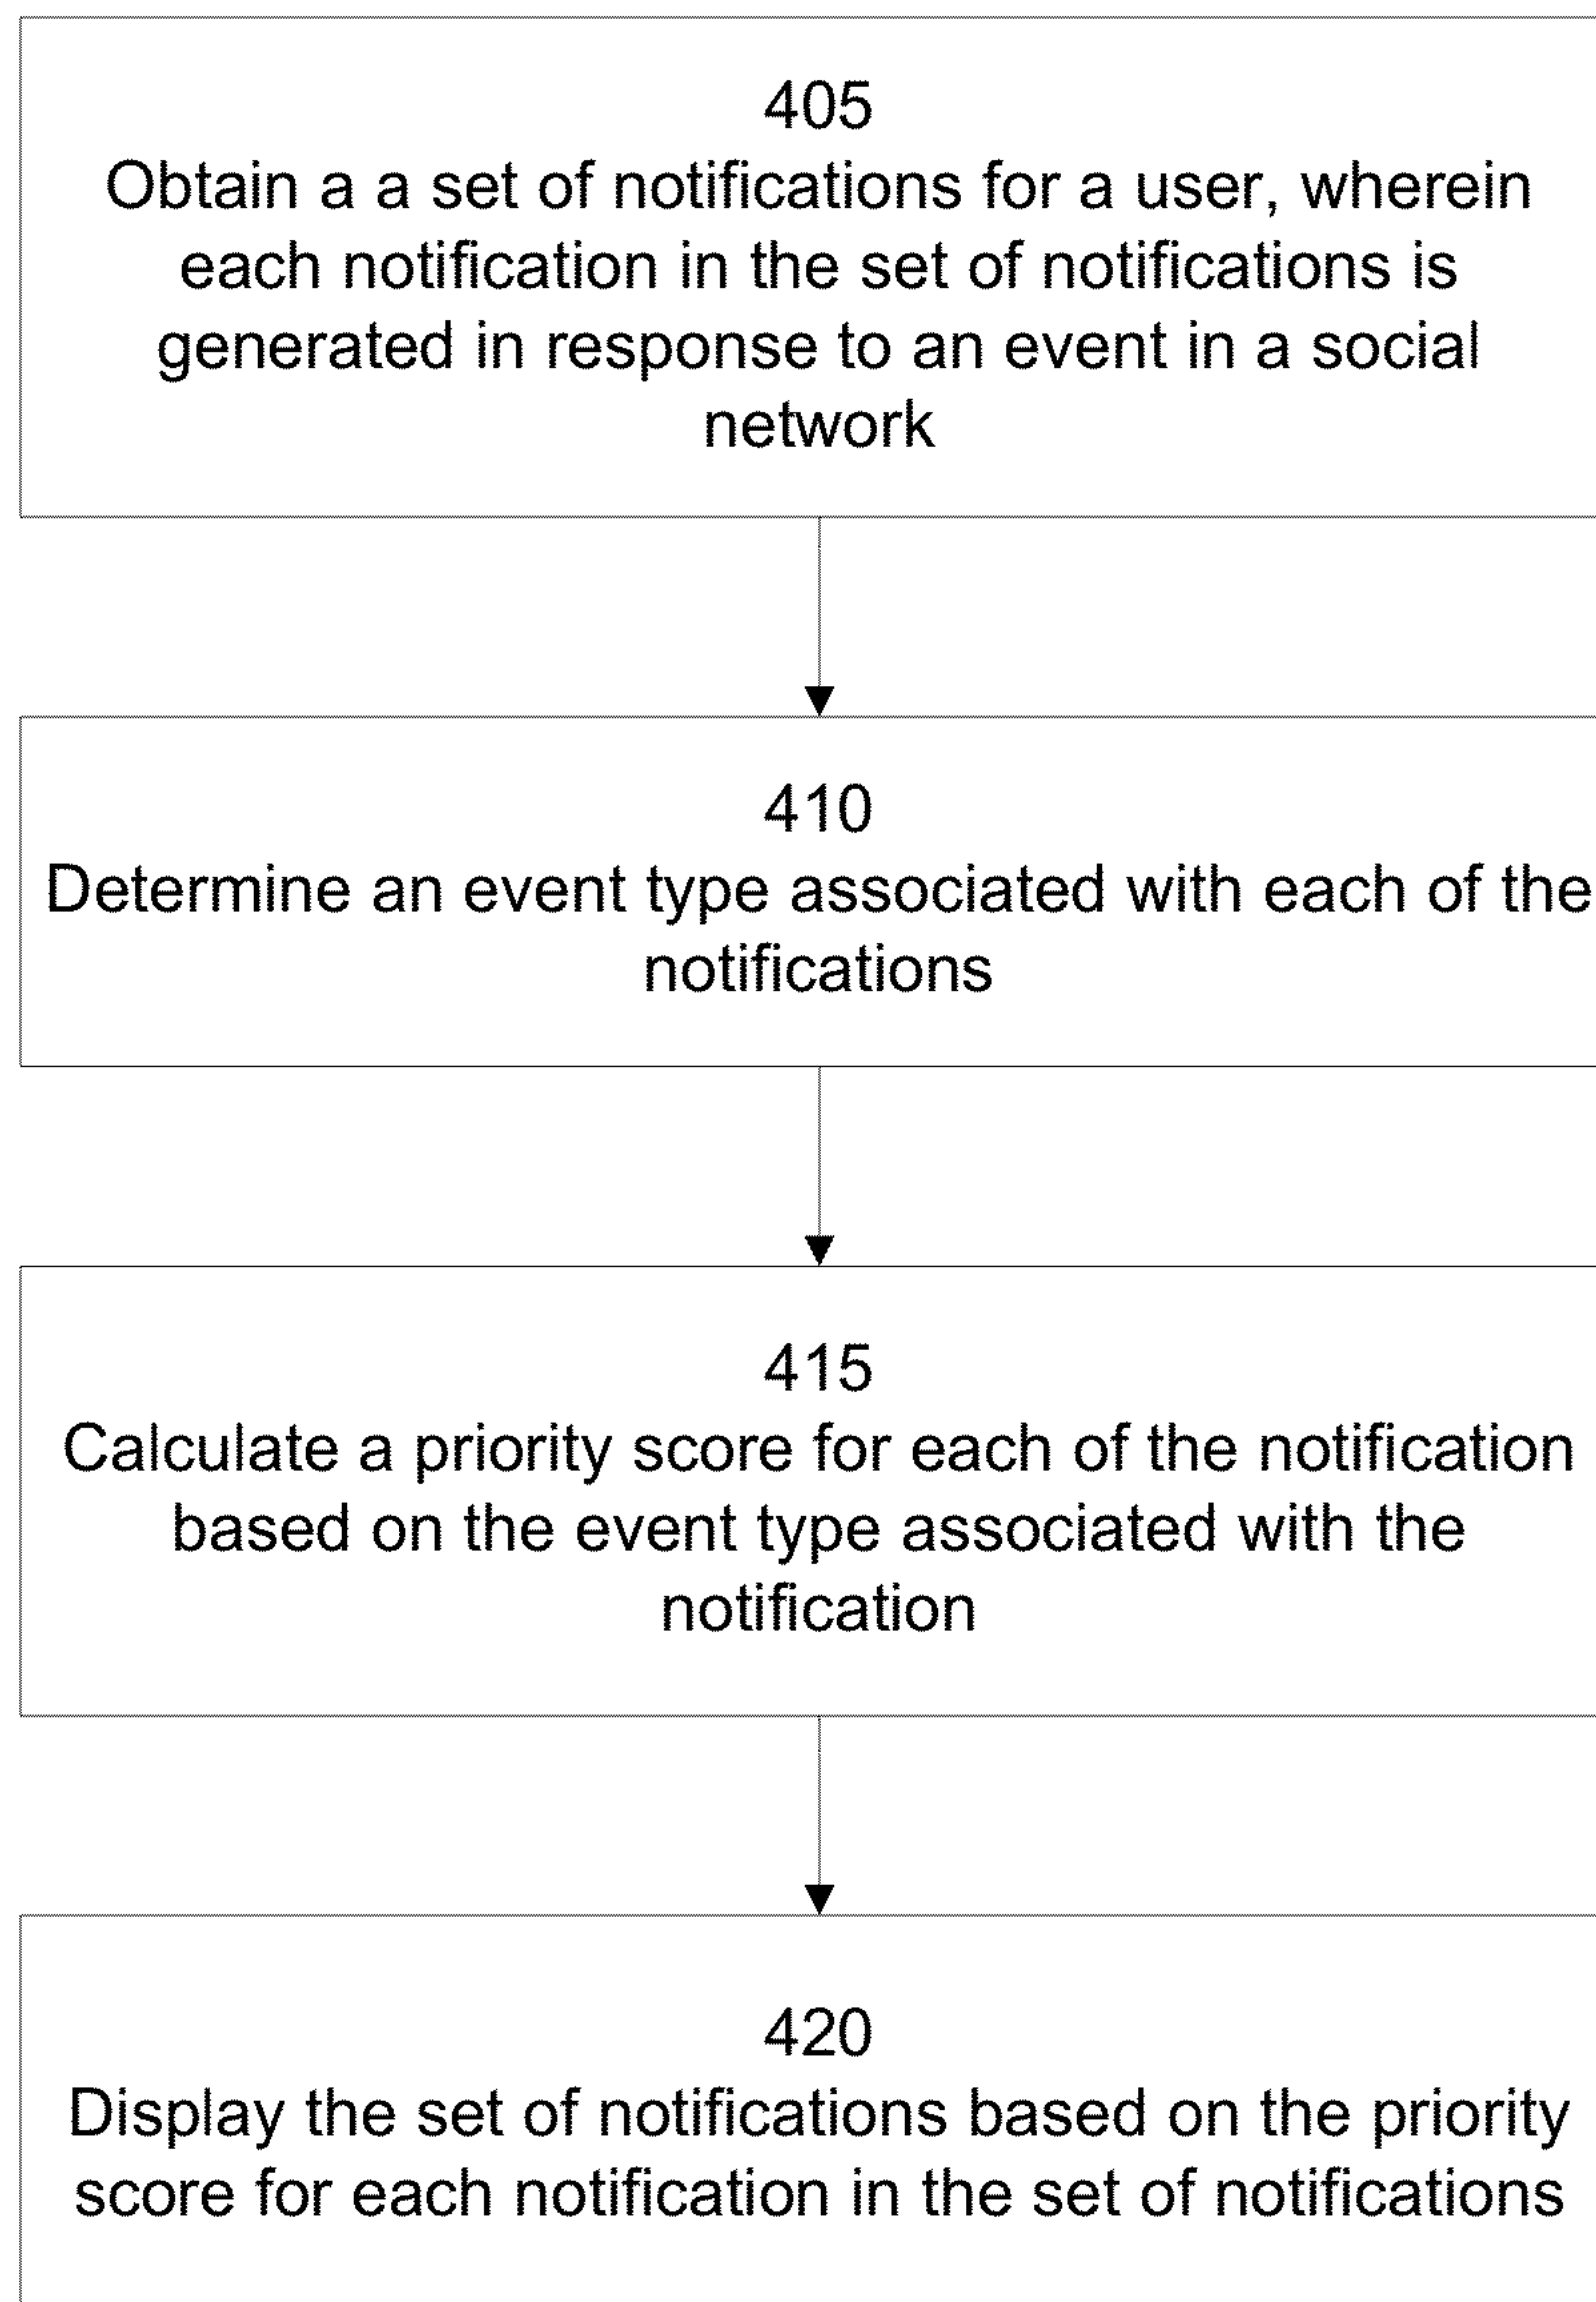 405
Obtain a a set of notifications for a user, wherein
each notification in the set of notifications is
generated in response to an event in a social
network
410
Determine an event type associated with each of the
notifications
415
Calculate a priority score for each of the notification
based on the event type associated with the
notification
420
Display the set of notifications based on the priority
score for each notification in the set of notifications